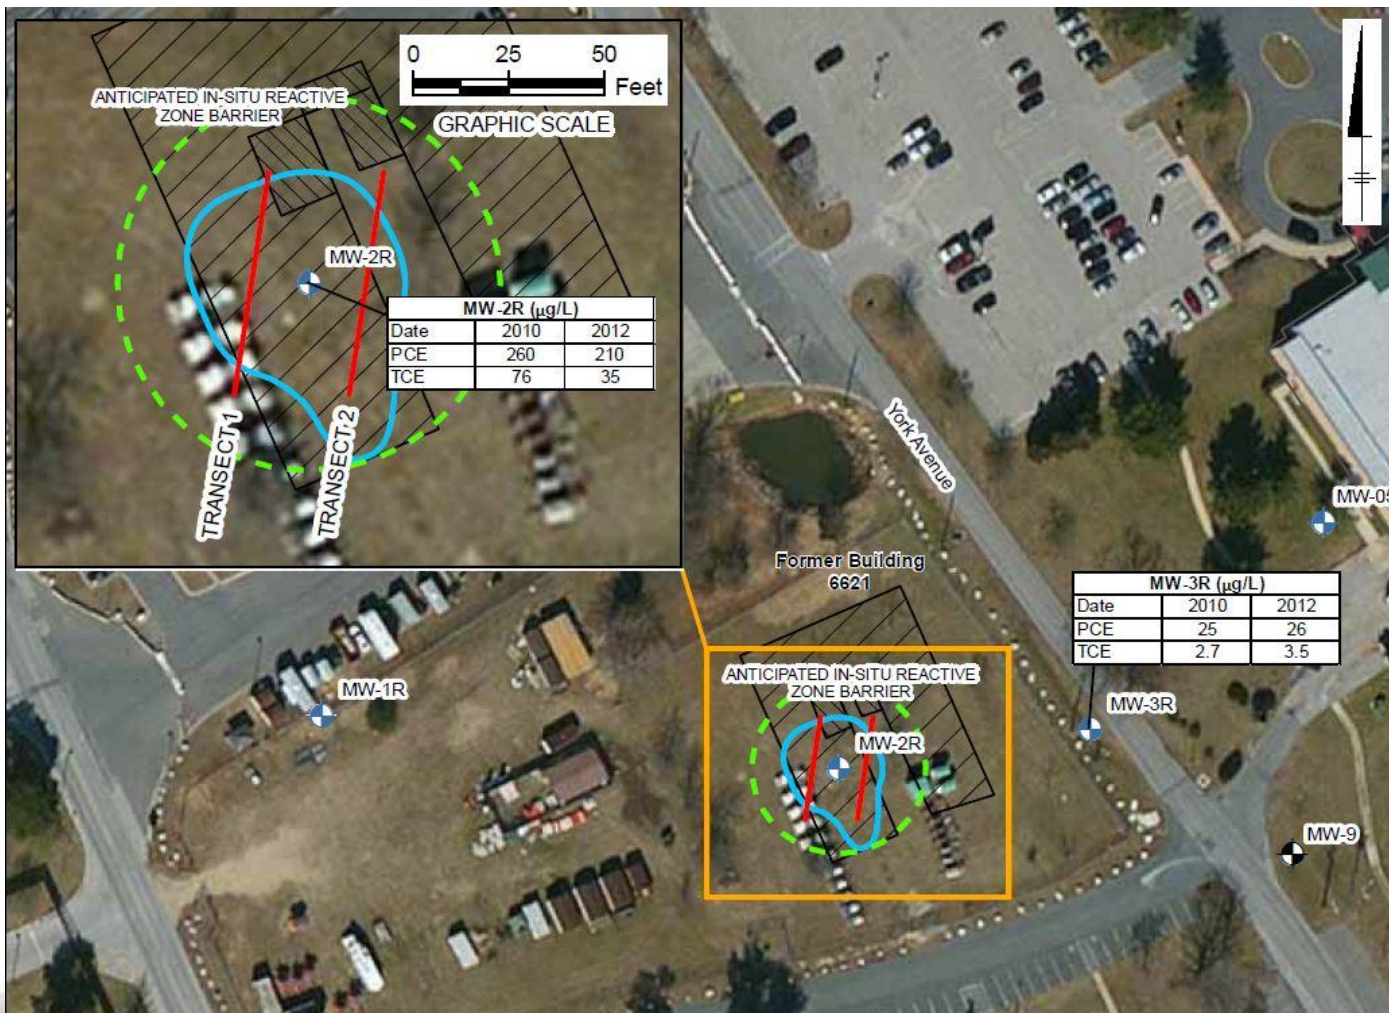 0 25 50
Feet
GRAPHIC SCALE
ANTICIPATED IN-SITU REACTIVE
ZONE BARRIER
MW-2R
MW-2R (µg/L)
Date 2010 2012
PCE 260 210
TCE 76 35
TRANSECT 1
TRANSECT 2
York Avenue
MW-05
Former Building
6621
MW-3R (µg/L)
Date 2010 2012
PCE 25 26
TCE 2.7 3.5
ANTICIPATED IN-SITU REACTIVE
ZONE BARRIER
MW-1R
MW-3R
MW-2R
MW-9